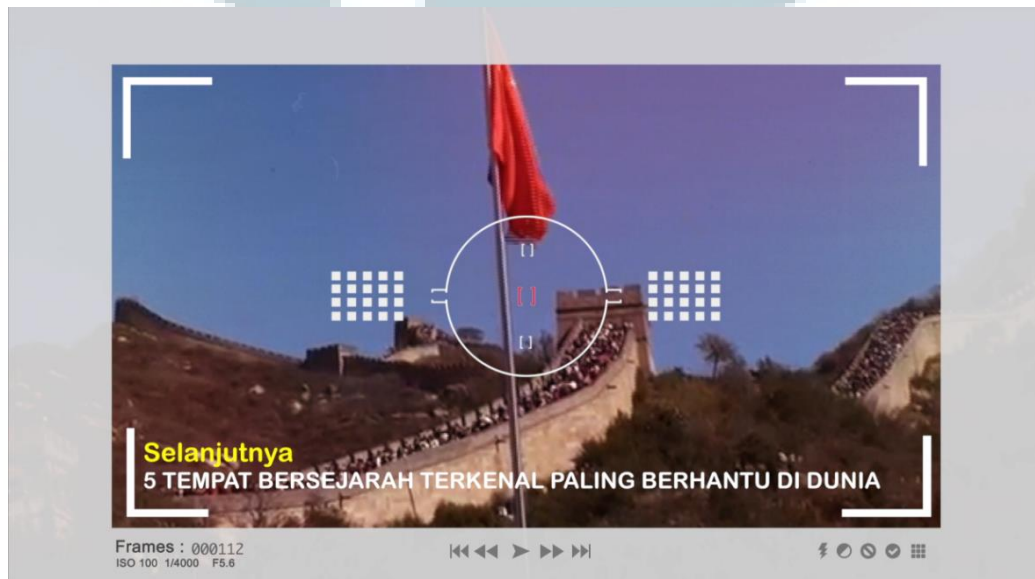 Selanjutnya
5 TEMPAT BERSEJARAH TERKENAL PALING BERHANTU DI DUNIA
Frames : 000112
ISO 100 1/4000 F5.6